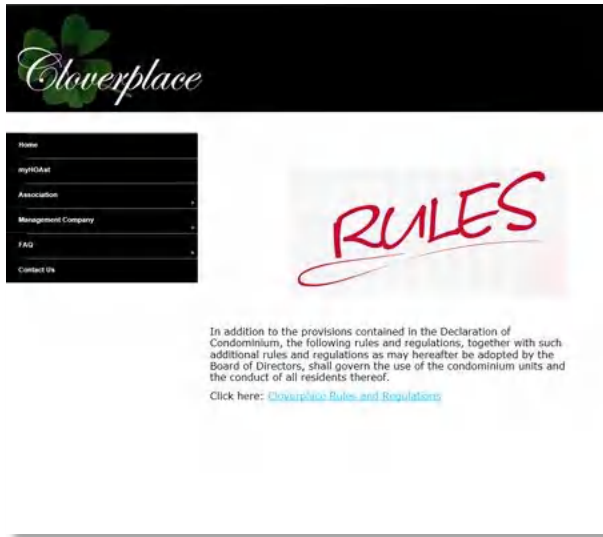 Cloverplace
Home
myHOAst
Association
Management Company
FAQ
Contact Us
RULES
In addition to the provisions contained in the Declaration of
Condominium, the following rules and regulations, together with such
additional rules and regulations as may hereafter be adopted by the
Board of Directors, shall govern the use of the condominium units and
the conduct of all residents thereof.
Click here: Cloverplace Rules and Regulations